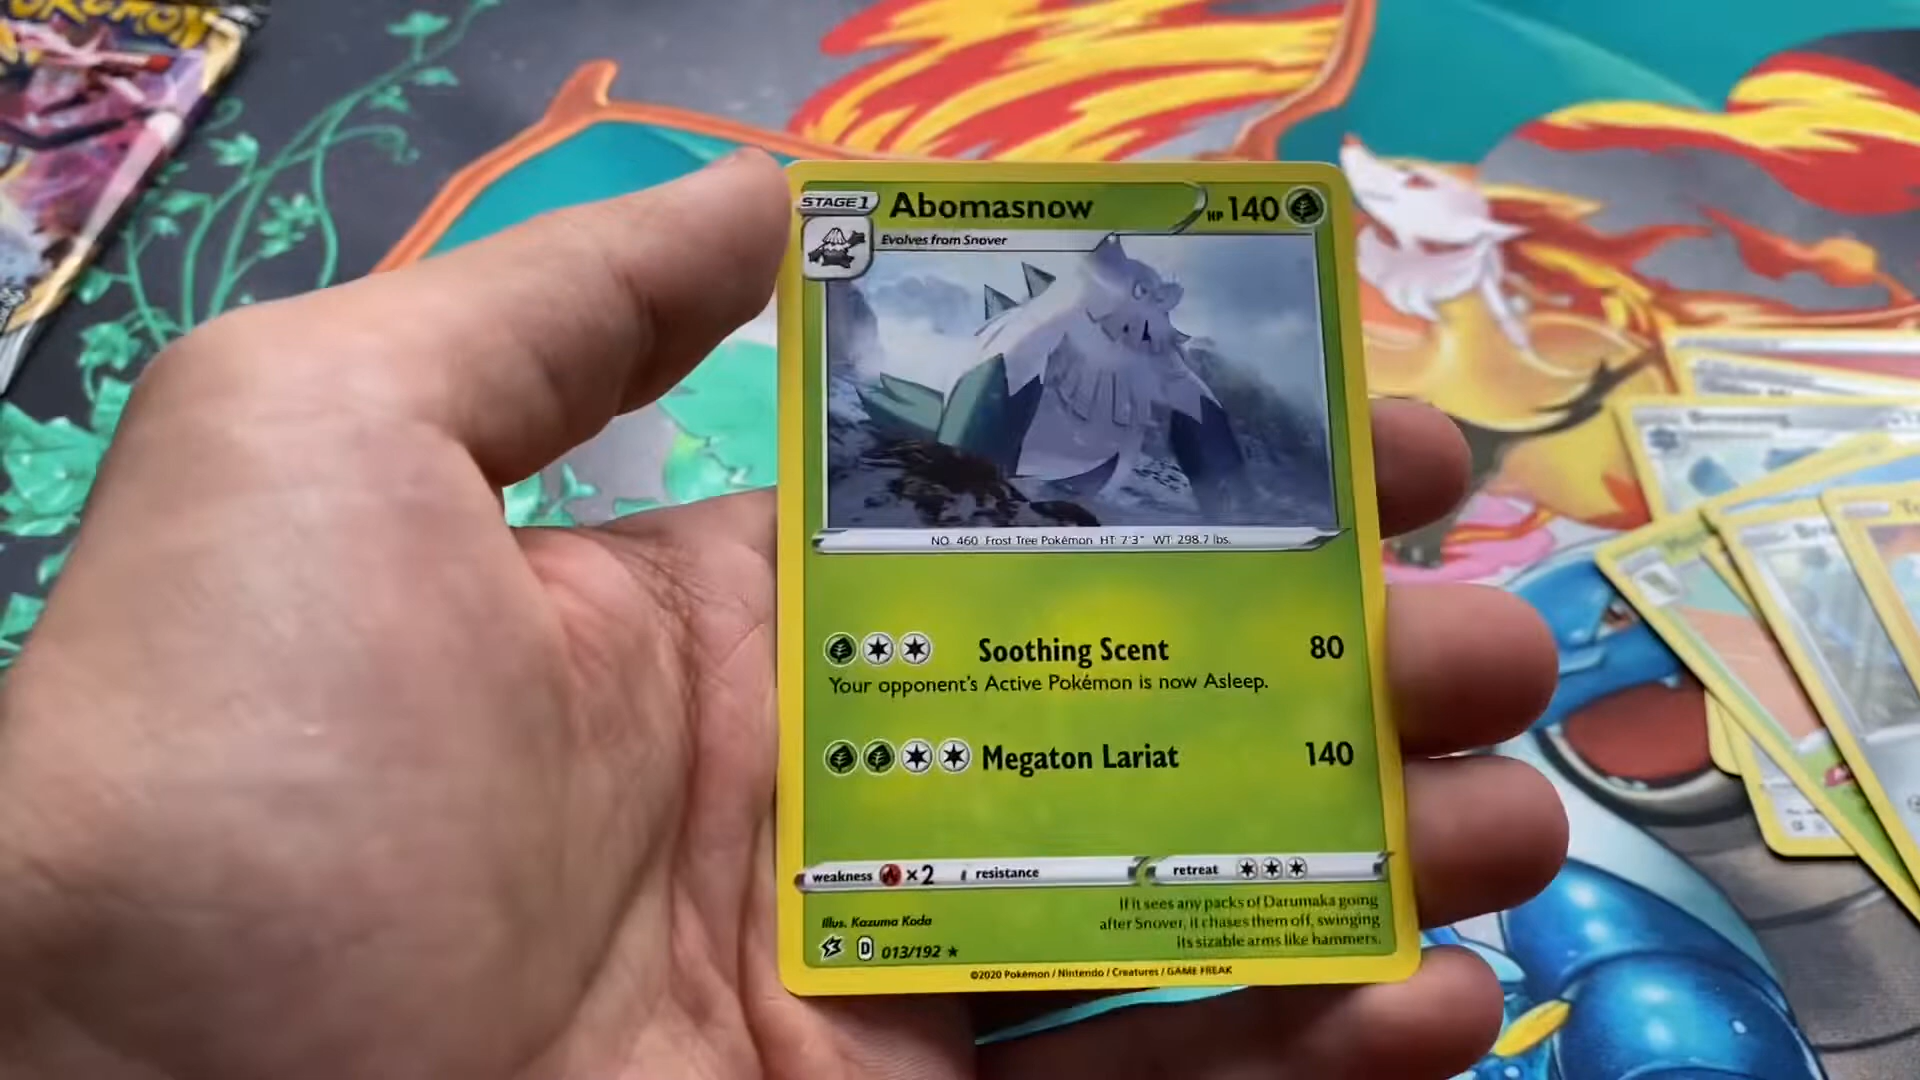 POKÉMON
STAGE 1 Abomasnow HP 140
Evolves from Snover
NO. 460 Frost Tree Pokémon HT: 7'3" WT: 298.7 lbs.
Soothing Scent 80
Your opponent's Active Pokémon is now Asleep.
Megaton Lariat 140
weakness ×2 resistance retreat
If it sees any packs of Darumaka going
after Snover, it chases them off, swinging
its sizable arms like hammers.
Illus. Kazuma Koda
D 013/192 ★
©2020 Pokémon / Nintendo / Creatures / GAME FREAK